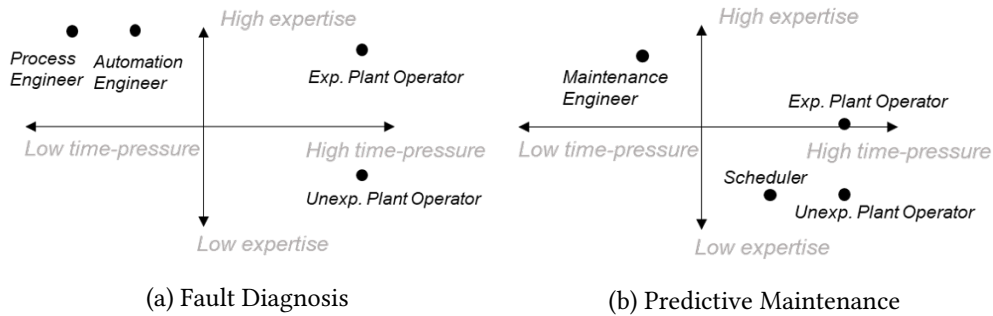 High expertise
Process
Engineer
Automation
Engineer
Exp. Plant Operator
Low time-pressure
High time-pressure
Unexp. Plant Operator
Low expertise
(a) Fault Diagnosis
High expertise
Maintenance
Engineer
Exp. Plant Operator
Low time-pressure
High time-pressure
Scheduler
Unexp. Plant Operator
Low expertise
(b) Predictive Maintenance